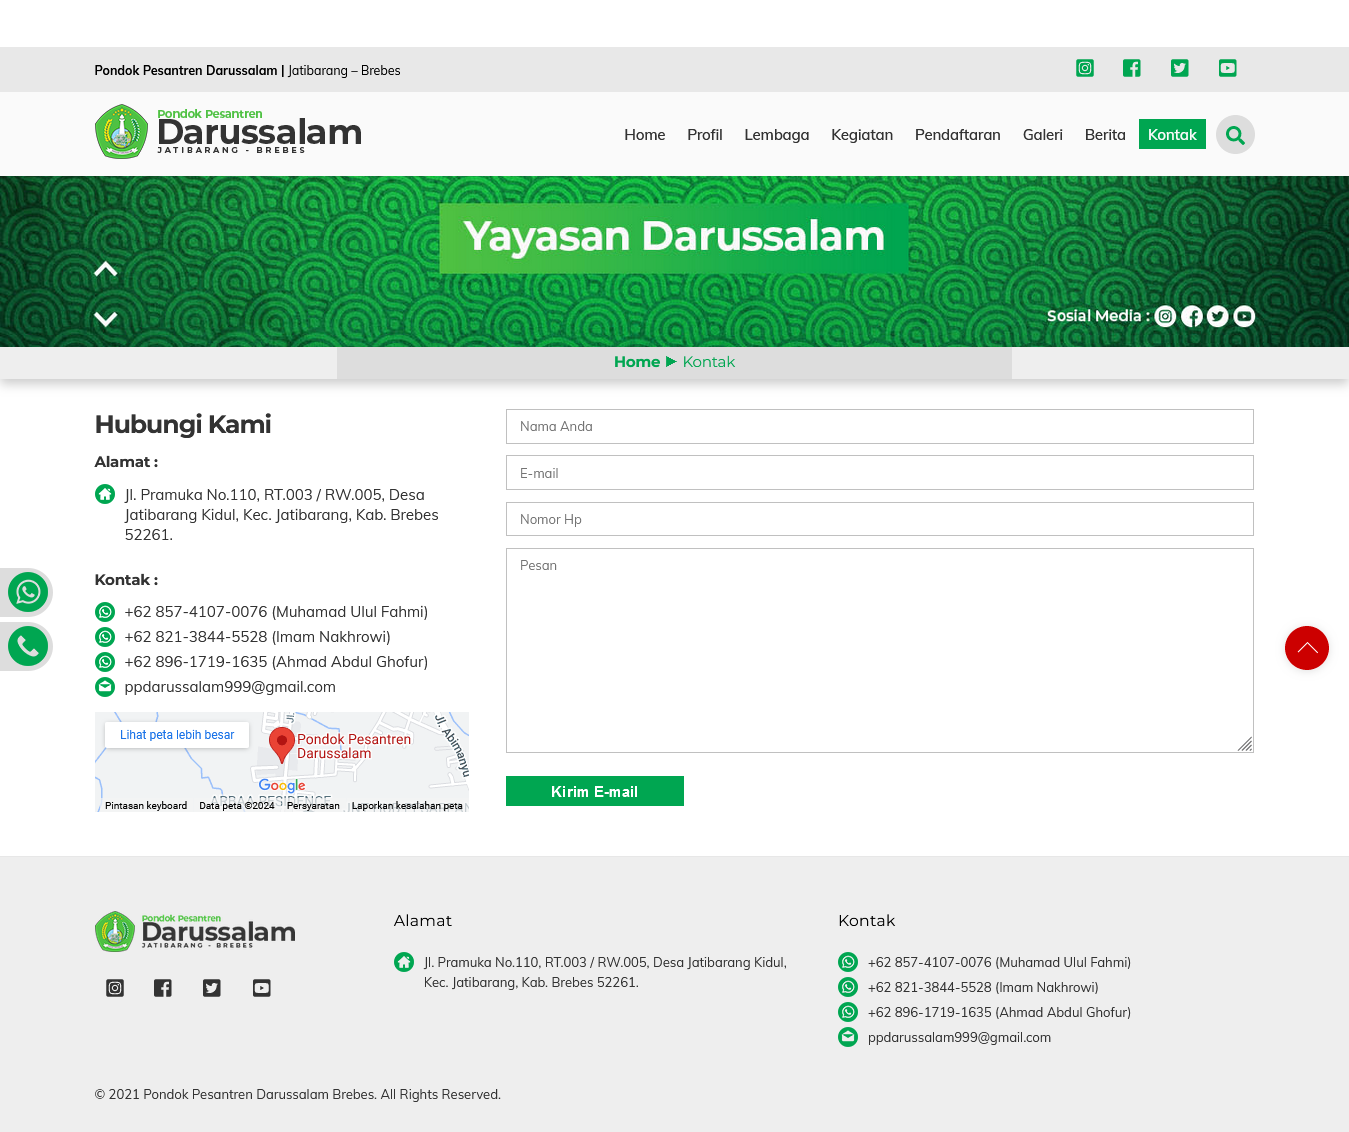 Pondok Pesantren Darussalam | Jatibarang – Brebes
Pondok Pesantren
Darussalam
JATIBARANG - BREBES
Home Profil Lembaga Kegiatan Pendaftaran Galeri Berita Kontak
Yayasan Darussalam
Sosial Media :
Home Kontak
Hubungi Kami
Alamat :
Jl. Pramuka No.110, RT.003 / RW.005, Desa
Jatibarang Kidul, Kec. Jatibarang, Kab. Brebes
52261.
Kontak :
+62 857-4107-0076 (Muhamad Ulul Fahmi)
+62 821-3844-5528 (Imam Nakhrowi)
+62 896-1719-1635 (Ahmad Abdul Ghofur)
ppdarussalam999@gmail.com
Lihat peta lebih besar
Pondok Pesantren
Darussalam
Jl. Abimanyu
Google
Pintasan keyboard Data peta ©2024 Persyaratan Laporkan kesalahan peta
Nama Anda
E-mail
Nomor Hp
Pesan
Kirim E-mail
Pondok Pesantren
Darussalam
JATIBARANG - BREBES
Alamat
Jl. Pramuka No.110, RT.003 / RW.005, Desa Jatibarang Kidul,
Kec. Jatibarang, Kab. Brebes 52261.
Kontak
+62 857-4107-0076 (Muhamad Ulul Fahmi)
+62 821-3844-5528 (Imam Nakhrowi)
+62 896-1719-1635 (Ahmad Abdul Ghofur)
ppdarussalam999@gmail.com
© 2021 Pondok Pesantren Darussalam Brebes. All Rights Reserved.